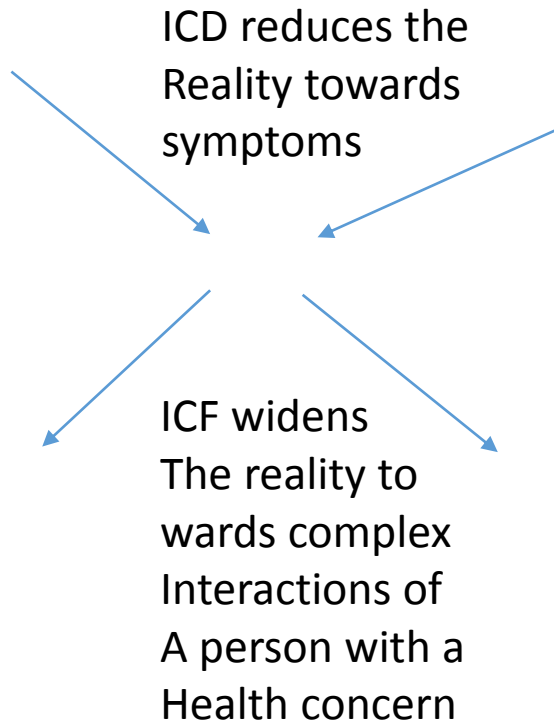 ICD reduces the
Reality towards
symptoms
ICF widens
The reality to
wards complex
Interactions of
A person with a
Health concern